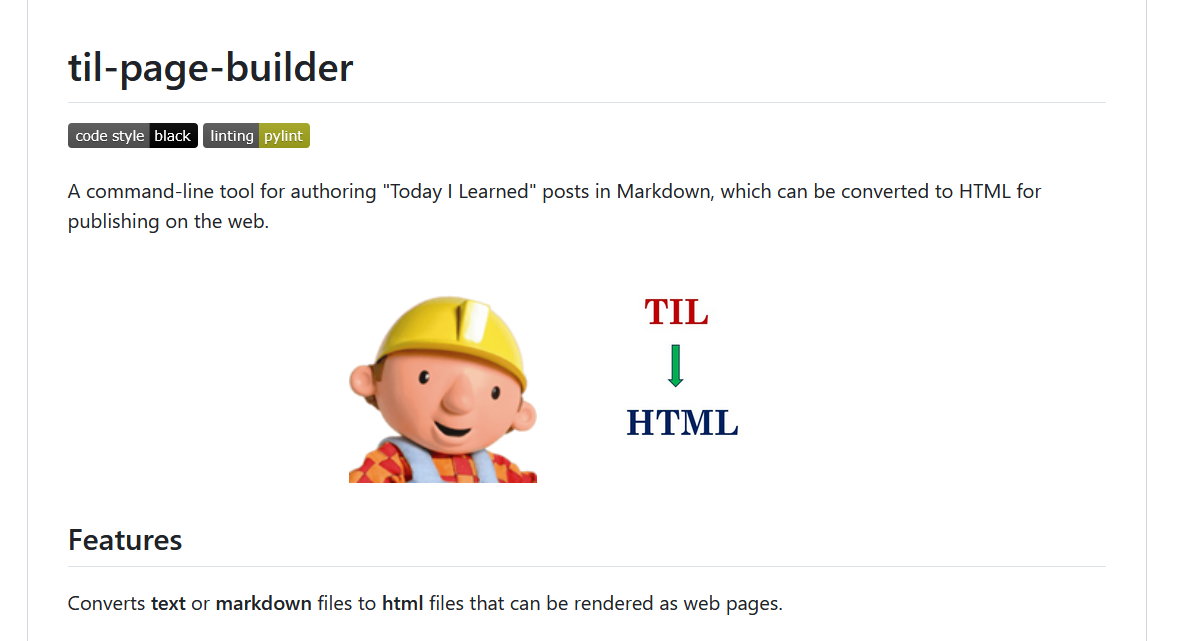 til-page-builder
code style black linting pylint
A command-line tool for authoring "Today I Learned" posts in Markdown, which can be converted to HTML for
publishing on the web.
TIL
HTML
Features
Converts text or markdown files to html files that can be rendered as web pages.